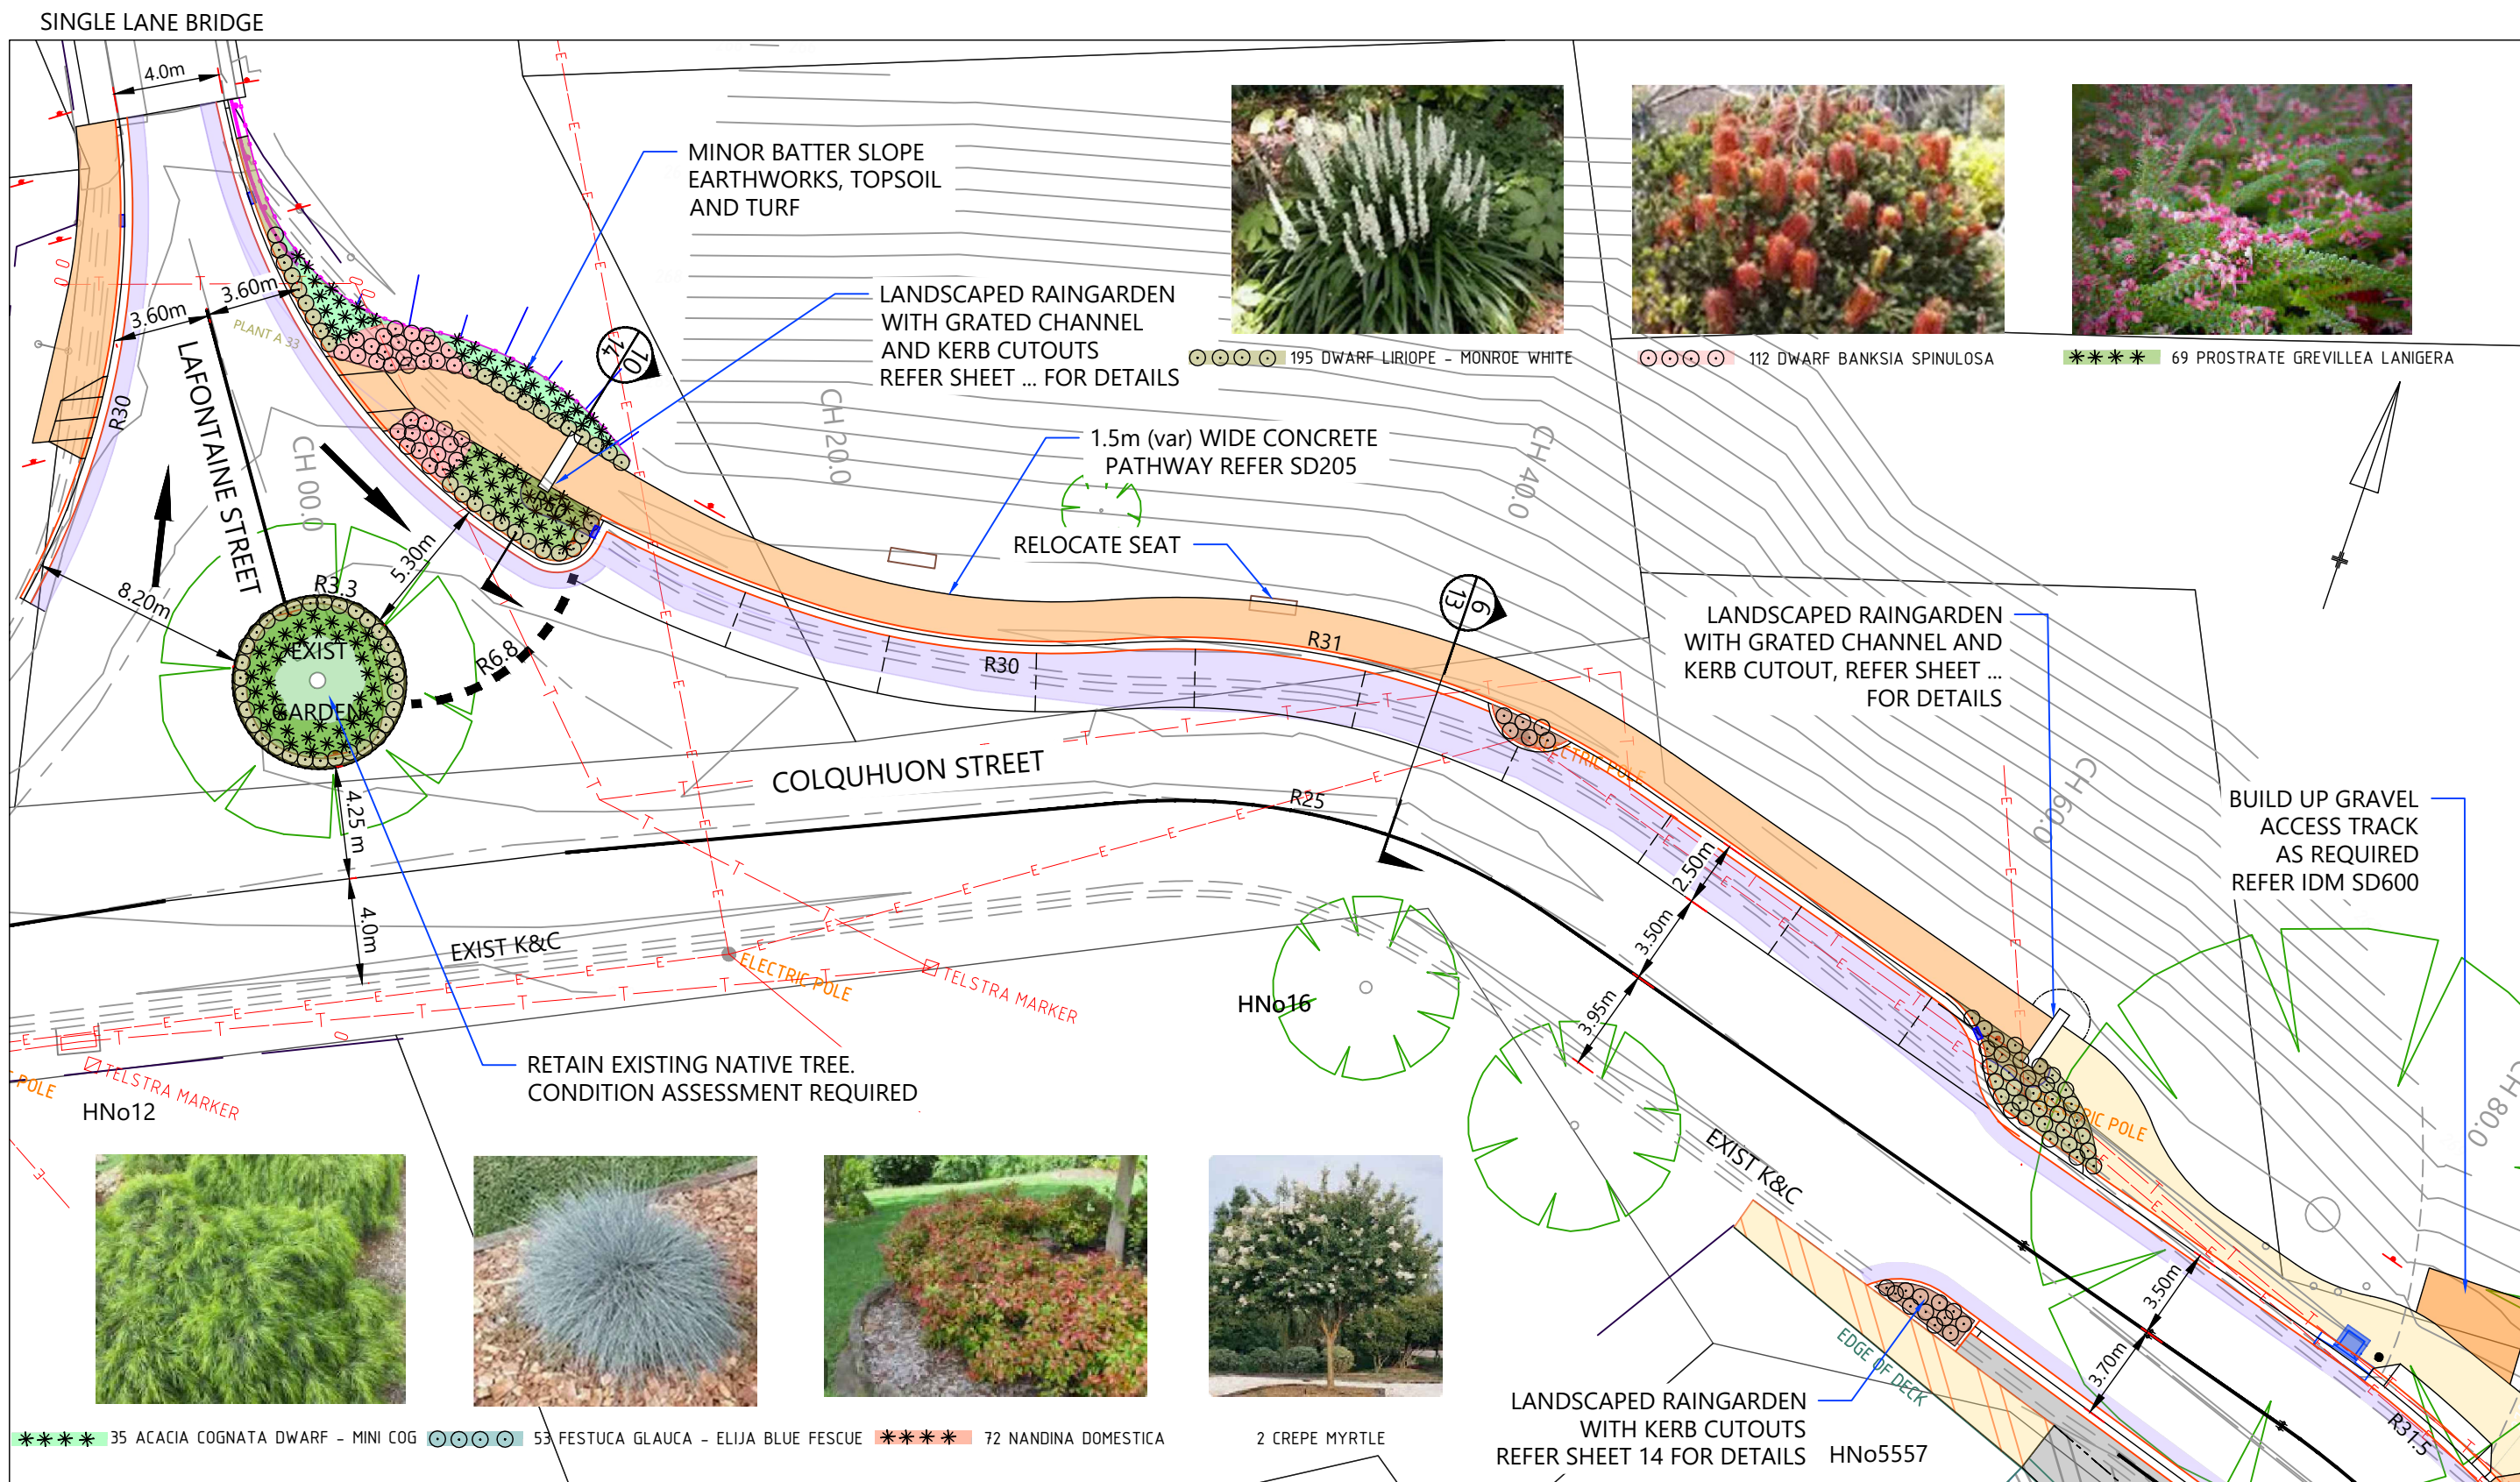 SINGLE LANE BRIDGE
4.0m
MINOR BATTER SLOPE
EARTHWORKS, TOPSOIL
AND TURF
LANDSCAPED RAINGARDEN
WITH GRATED CHANNEL
AND KERB CUTOUTS
REFER SHEET ... FOR DETAILS
10
14
3.60m
3.60m
PLANT A 33
LAFONTAINE STREET
R30
CH 00.0
CH 20.0
CH 40.0
CH 60.0
CH 80.0
195 DWARF LIRIOPE - MONROE WHITE
112 DWARF BANKSIA SPINULOSA
69 PROSTRATE GREVILLEA LANIGERA
1.5m (var) WIDE CONCRETE
PATHWAY REFER SD205
RELOCATE SEAT
5.30m
8.20m
R3.3
EXIST
GARDEN
R6.8
R30
R31
6
13
LANDSCAPED RAINGARDEN
WITH GRATED CHANNEL AND
KERB CUTOUT, REFER SHEET ...
FOR DETAILS
COLQUHUON STREET
R25
ELECTRIC POLE
4.25 m
4.0m
2.50m
3.50m
3.95m
BUILD UP GRAVEL
ACCESS TRACK
AS REQUIRED
REFER IDM SD600
EXIST K&C
ELECTRIC POLE
TELSTRA MARKER
HNo16
RETAIN EXISTING NATIVE TREE.
CONDITION ASSESSMENT REQUIRED
POLE
TELSTRA MARKER
HNo12
RIC POLE
EXIST K&C
3.50m
3.70m
EDGE OF DECK
R31.5
LANDSCAPED RAINGARDEN
WITH KERB CUTOUTS
REFER SHEET 14 FOR DETAILS
HNo5557
35 ACACIA COGNATA DWARF - MINI COG
53 FESTUCA GLAUCA - ELIJA BLUE FESCUE
72 NANDINA DOMESTICA
2 CREPE MYRTLE